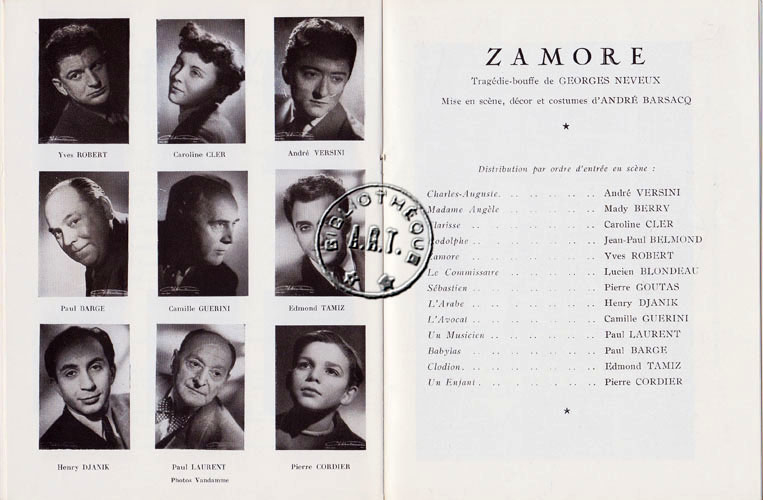 Yves ROBERT
Caroline CLER
André VERSINI
Paul BARGE
Camille GUERINI
Edmond TAMIZ
Henry DJANIK
Paul LAURENT
Pierre CORDIER
Photos Vandamme
BIBLIOTHÈQUE
A.R.T.
ZAMORE
Tragédie-bouffe de GEORGES NEVEUX
Mise en scène, décor et costumes d'ANDRÉ BARSACQ
Distribution par ordre d'entrée en scène :
Charles-Auguste. . . . . . . . André VERSINI
Madame Angèle . . . . . . . Mady BERRY
larisse . . . . . . . Caroline CLER
odolphe . . . . . . . Jean-Paul BELMOND
amore . . . . . . . Yves ROBERT
Le Commissaire . . . . . . . Lucien BLONDEAU
Sébastien . . . . . . . Pierre GOUTAS
L'Arabe . . . . . . . Henry DJANIK
L'Avocat . . . . . . . Camille GUERINI
Un Musicien . . . . . . . Paul LAURENT
Babylas . . . . . . . Paul BARGE
Clodion . . . . . . . Edmond TAMIZ
Un Enfant . . . . . . . Pierre CORDIER